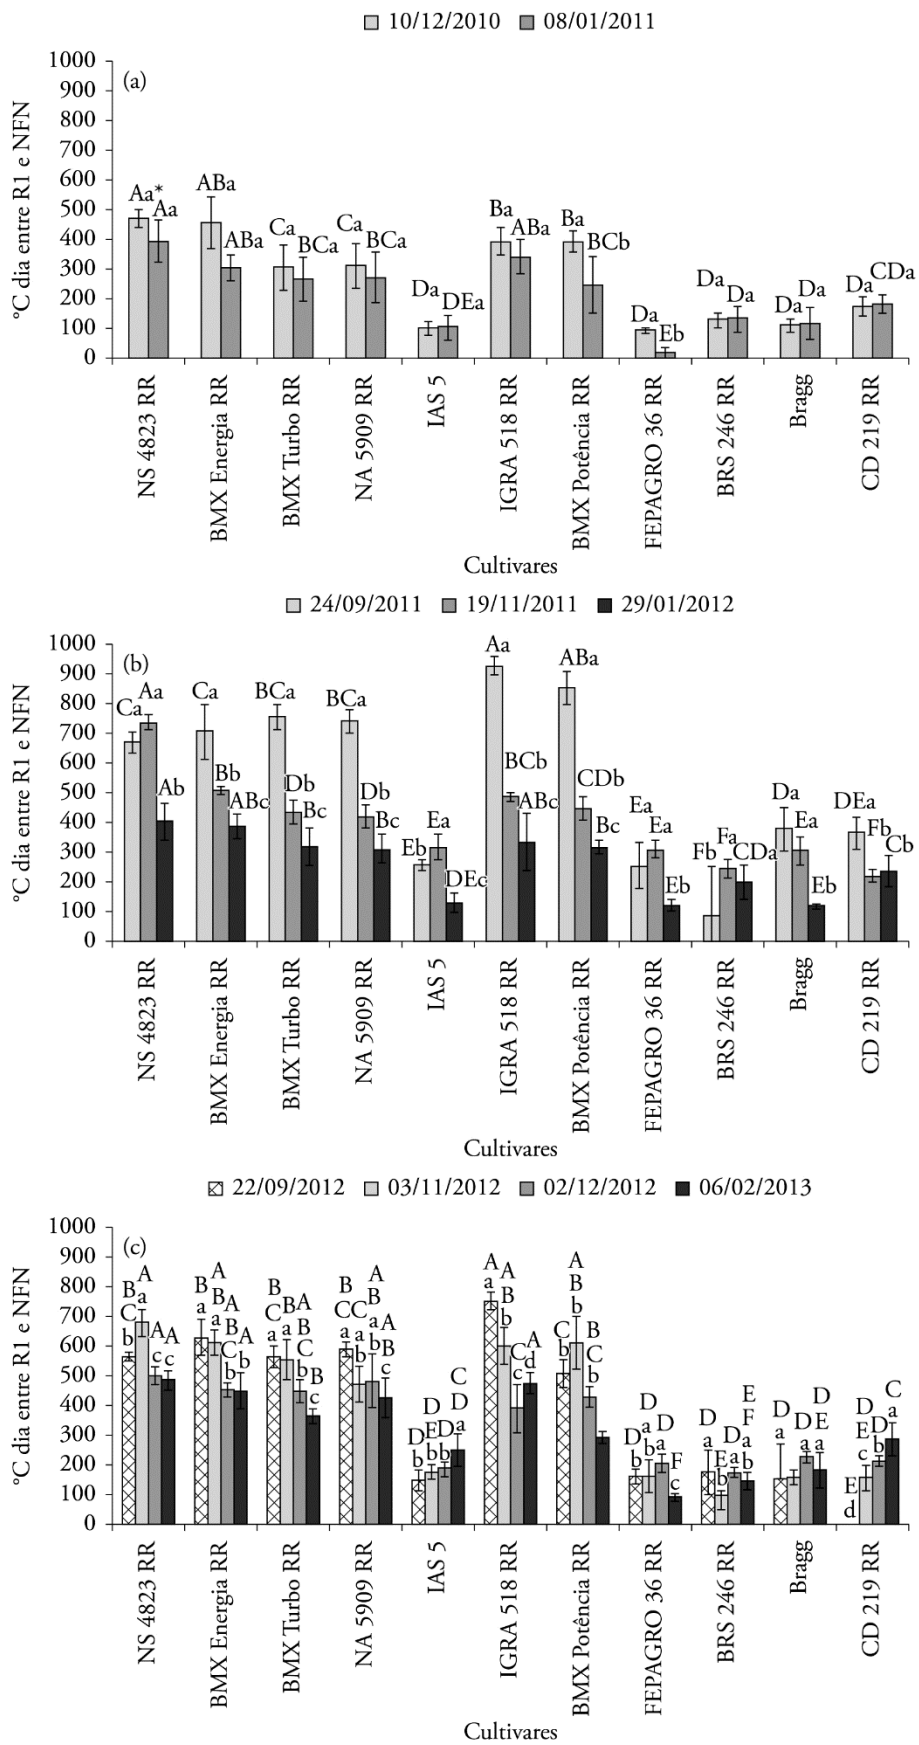 10/12/2010 08/01/2011
(a)
°C dia entre R1 e NFN
1000
900
800
700
600
500
400
300
200
100
0
Aa* Aa ABa ABa Ca BCa Ca BCa Da DEa Ba ABa Ba BCb Da Eb Da Da Da Da Da CDa
NS 4823 RR
BMX Energia RR
BMX Turbo RR
NA 5909 RR
IAS 5
IGRA 518 RR
BMX Potência RR
FEPAGRO 36 RR
BRS 246 RR
Bragg
CD 219 RR
Cultivares
24/09/2011 19/11/2011 29/01/2012
(b)
°C dia entre R1 e NFN
1000
900
800
700
600
500
400
300
200
100
0
Ca Aa Ab Ca Bb ABc BCa Db Bc BCa Db Bc Eb Ea DEc Aa BCb ABc ABa CDb Bc Ea Ea Eb Fb Fa CDa Da Ea Eb DEa Fb Cb
NS 4823 RR
BMX Energia RR
BMX Turbo RR
NA 5909 RR
IAS 5
IGRA 518 RR
BMX Potência RR
FEPAGRO 36 RR
BRS 246 RR
Bragg
CD 219 RR
Cultivares
22/09/2012 03/11/2012 02/12/2012 06/02/2013
(c)
°C dia entre R1 e NFN
1000
900
800
700
600
500
400
300
200
100
0
NS 4823 RR
BMX Energia RR
BMX Turbo RR
NA 5909 RR
IAS 5
IGRA 518 RR
BMX Potência RR
FEPAGRO 36 RR
BRS 246 RR
Bragg
CD 219 RR
Cultivares